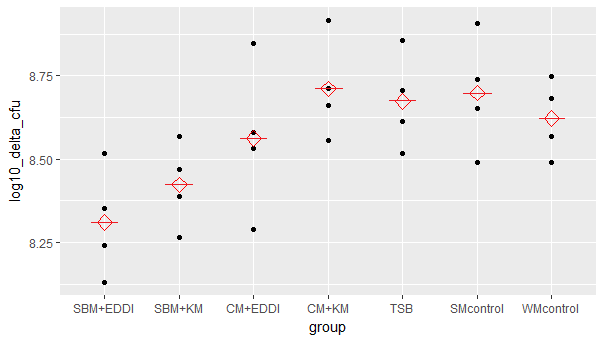 log10_delta_cfu
8.75
8.50
8.25
SBM+EDDI SBM+KM CM+EDDI CM+KM TSB SMcontrol WMcontrol
group